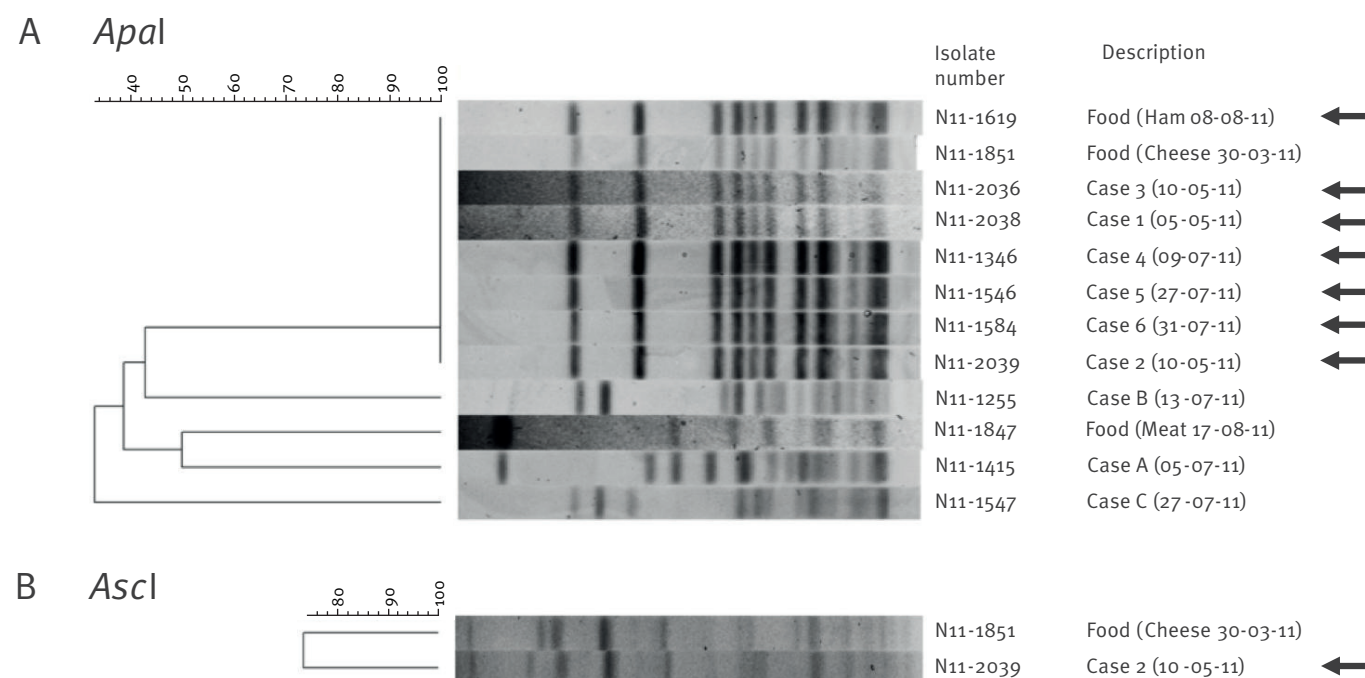 A ApaI
40 50 60 70 80 90 100
Isolate number Description
N11-1619 Food (Ham 08-08-11)
N11-1851 Food (Cheese 30-03-11)
N11-2036 Case 3 (10-05-11)
N11-2038 Case 1 (05-05-11)
N11-1346 Case 4 (09-07-11)
N11-1546 Case 5 (27-07-11)
N11-1584 Case 6 (31-07-11)
N11-2039 Case 2 (10-05-11)
N11-1255 Case B (13-07-11)
N11-1847 Food (Meat 17-08-11)
N11-1415 Case A (05-07-11)
N11-1547 Case C (27-07-11)
B AscI
80 90 100
N11-1851 Food (Cheese 30-03-11)
N11-2039 Case 2 (10-05-11)